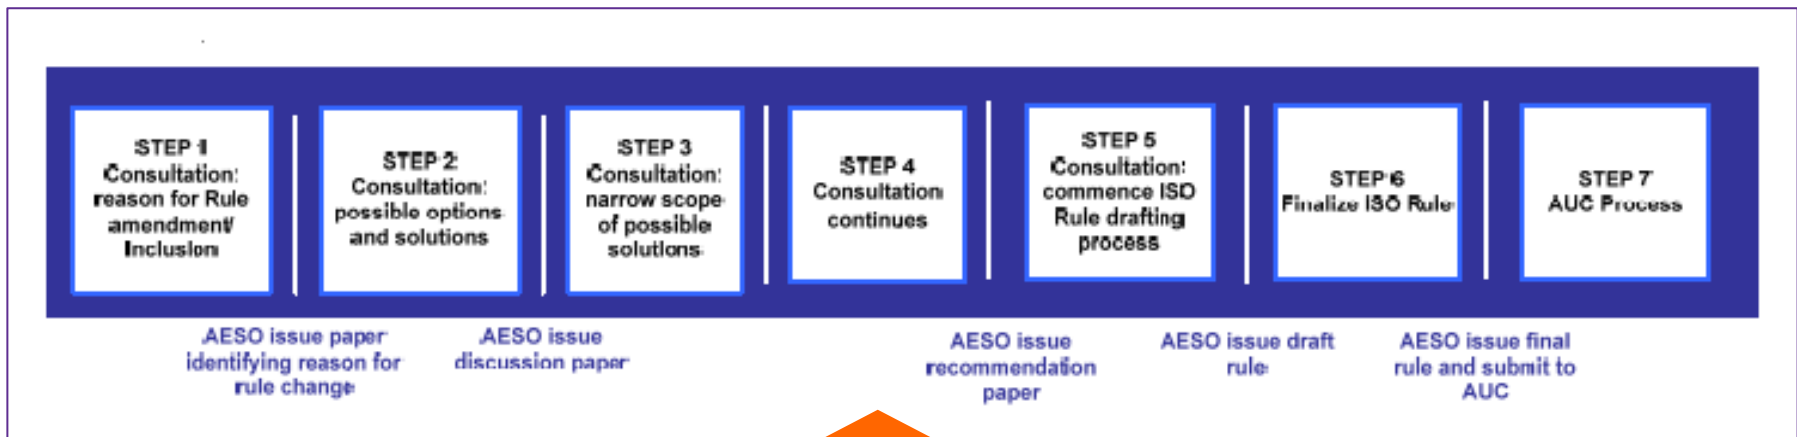 STEP 1
Consultation:
reason for Rule
amendment/
Inclusion
STEP 2:
Consultation:
possible options
and solutions
STEP 3
Consultation:
narrow scope
of possible
solutions
STEP 4
Consultation
continues
STEP 5
Consultation:
commence ISO
Rule drafting
process
STEP 6
Finalize ISO Rule
STEP 7
AUC Process
AESO issue paper
identifying reason for
rule change
AESO issue
discussion paper
AESO issue
recommendation
paper
AESO issue draft
rule
AESO issue final
rule and submit to
AUC